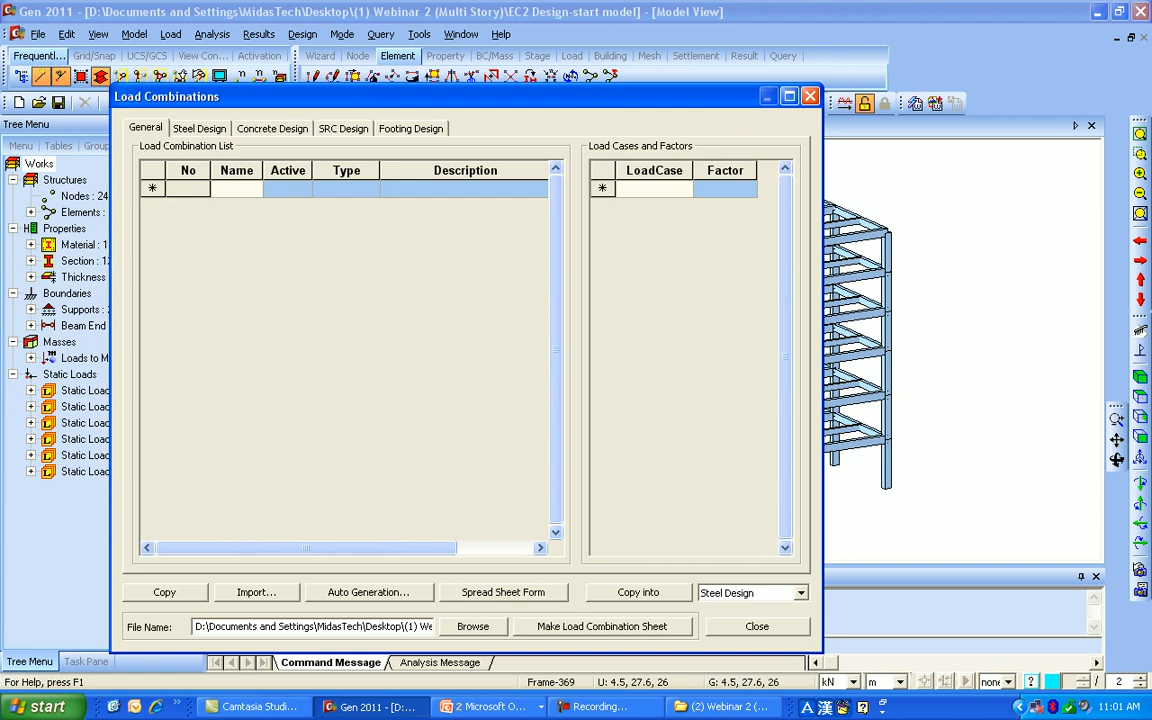 Gen 2011 - [D:\Documents and Settings\MidasTech\Desktop\(1) Webinar 2 (Multi Story)\EC2 Design-start model] - [Model View]
File Edit View Model Load Analysis Results Design Mode Query Tools Window Help
Frequentl... Grid/Snap UCS/GCS View Con... Activation Wizard Node Element Property BC/Mass Stage Load Building Mesh Settlement Result Query
Load Combinations
Tree Menu
General Steel Design Concrete Design SRC Design Footing Design
Menu Tables Group
Load Combination List Load Cases and Factors
Works
No Name Active Type Description LoadCase Factor
Structures
Nodes : 24
Elements :
Properties
Material : 1
Section : 12
Thickness
Boundaries
Supports :
Beam End
Masses
Loads to M
Static Loads
Static Load
Static Load
Static Load
Static Load
Static Load
Static Load
Copy Import... Auto Generation... Spread Sheet Form Copy into Steel Design
File Name: D:\Documents and Settings\MidasTech\Desktop\(1) We Browse Make Load Combination Sheet Close
Tree Menu Task Pane Command Message Analysis Message
For Help, press F1 Frame-369 U: 4.5, 27.6, 26 G: 4.5, 27.6, 26 kN m none ? / 2
start Camtasia Studi... Gen 2011 - [D:... 2 Microsoft O... Recording... (2) Webinar 2 (... A 漢 ? 11:01 AM